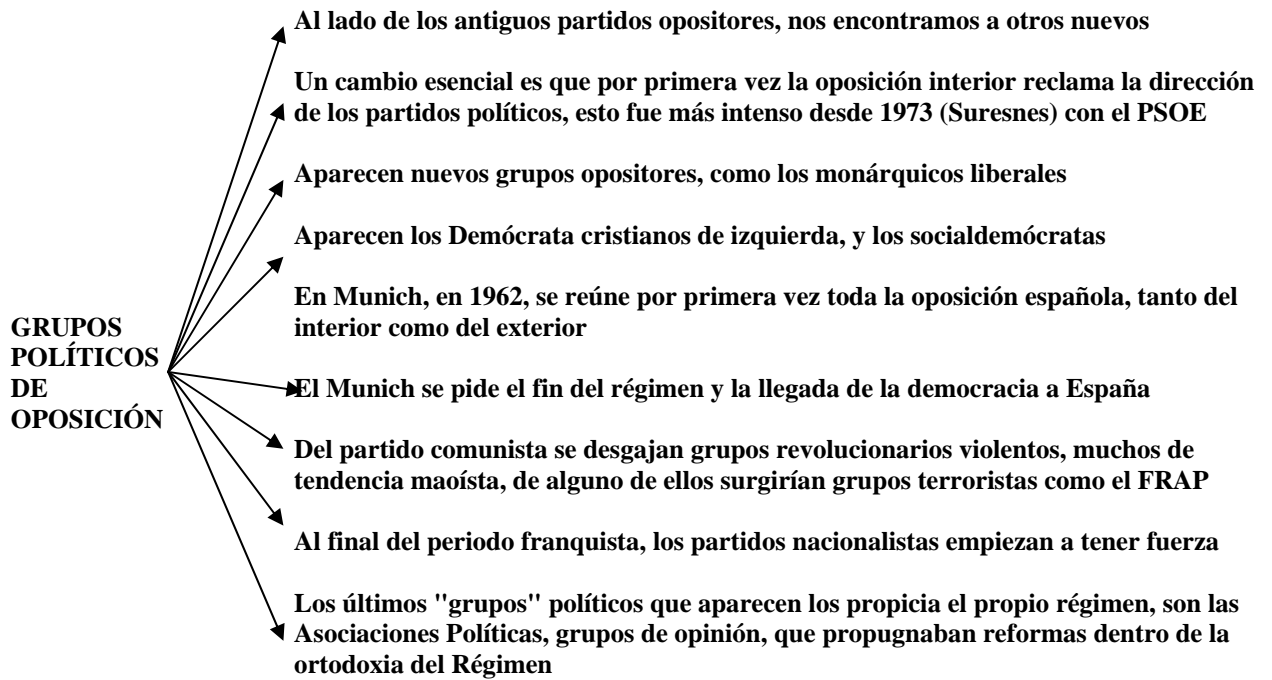 Al lado de los antiguos partidos opositores, nos encontramos a otros nuevos
Un cambio esencial es que por primera vez la oposición interior reclama la dirección
de los partidos políticos, esto fue más intenso desde 1973 (Suresnes) con el PSOE
Aparecen nuevos grupos opositores, como los monárquicos liberales
Aparecen los Demócrata cristianos de izquierda, y los socialdemócratas
En Munich, en 1962, se reúne por primera vez toda la oposición española, tanto del
interior como del exterior
GRUPOS
POLÍTICOS
DE
OPOSICIÓN
El Munich se pide el fin del régimen y la llegada de la democracia a España
Del partido comunista se desgajan grupos revolucionarios violentos, muchos de
tendencia maoísta, de alguno de ellos surgirían grupos terroristas como el FRAP
Al final del periodo franquista, los partidos nacionalistas empiezan a tener fuerza
Los últimos "grupos" políticos que aparecen los propicia el propio régimen, son las
Asociaciones Políticas, grupos de opinión, que propugnaban reformas dentro de la
ortodoxia del Régimen